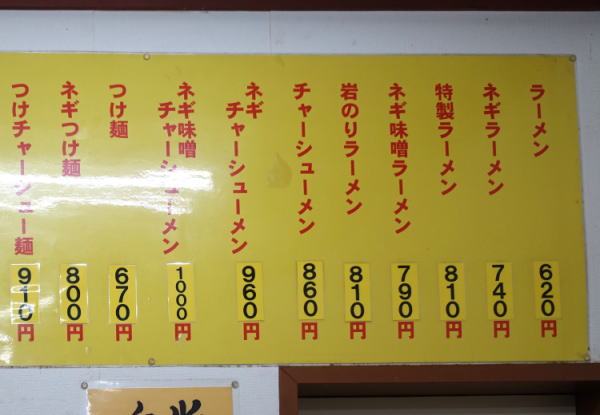 ラーメン 620円
ネギラーメン 740円
特製ラーメン 810円
ネギ味噌ラーメン 790円
岩のりラーメン 810円
チャーシューメン 860円
ネギ
チャーシューメン 960円
ネギ味噌
チャーシューメン 1000円
つけ麺 670円
ネギつけ麺 800円
つけチャーシュー麺 910円